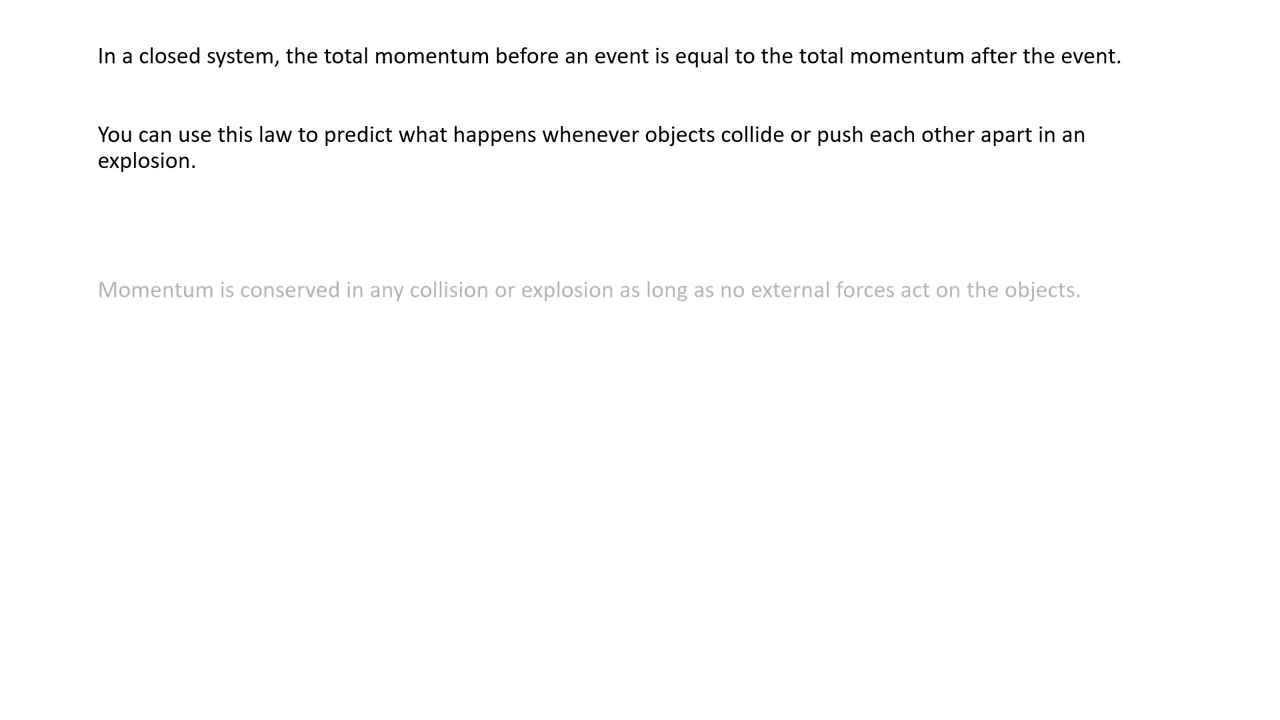 In a closed system, the total momentum before an event is equal to the total momentum after the event.
You can use this law to predict what happens whenever objects collide or push each other apart in an
explosion.
Momentum is conserved in any collision or explosion as long as no external forces act on the objects.